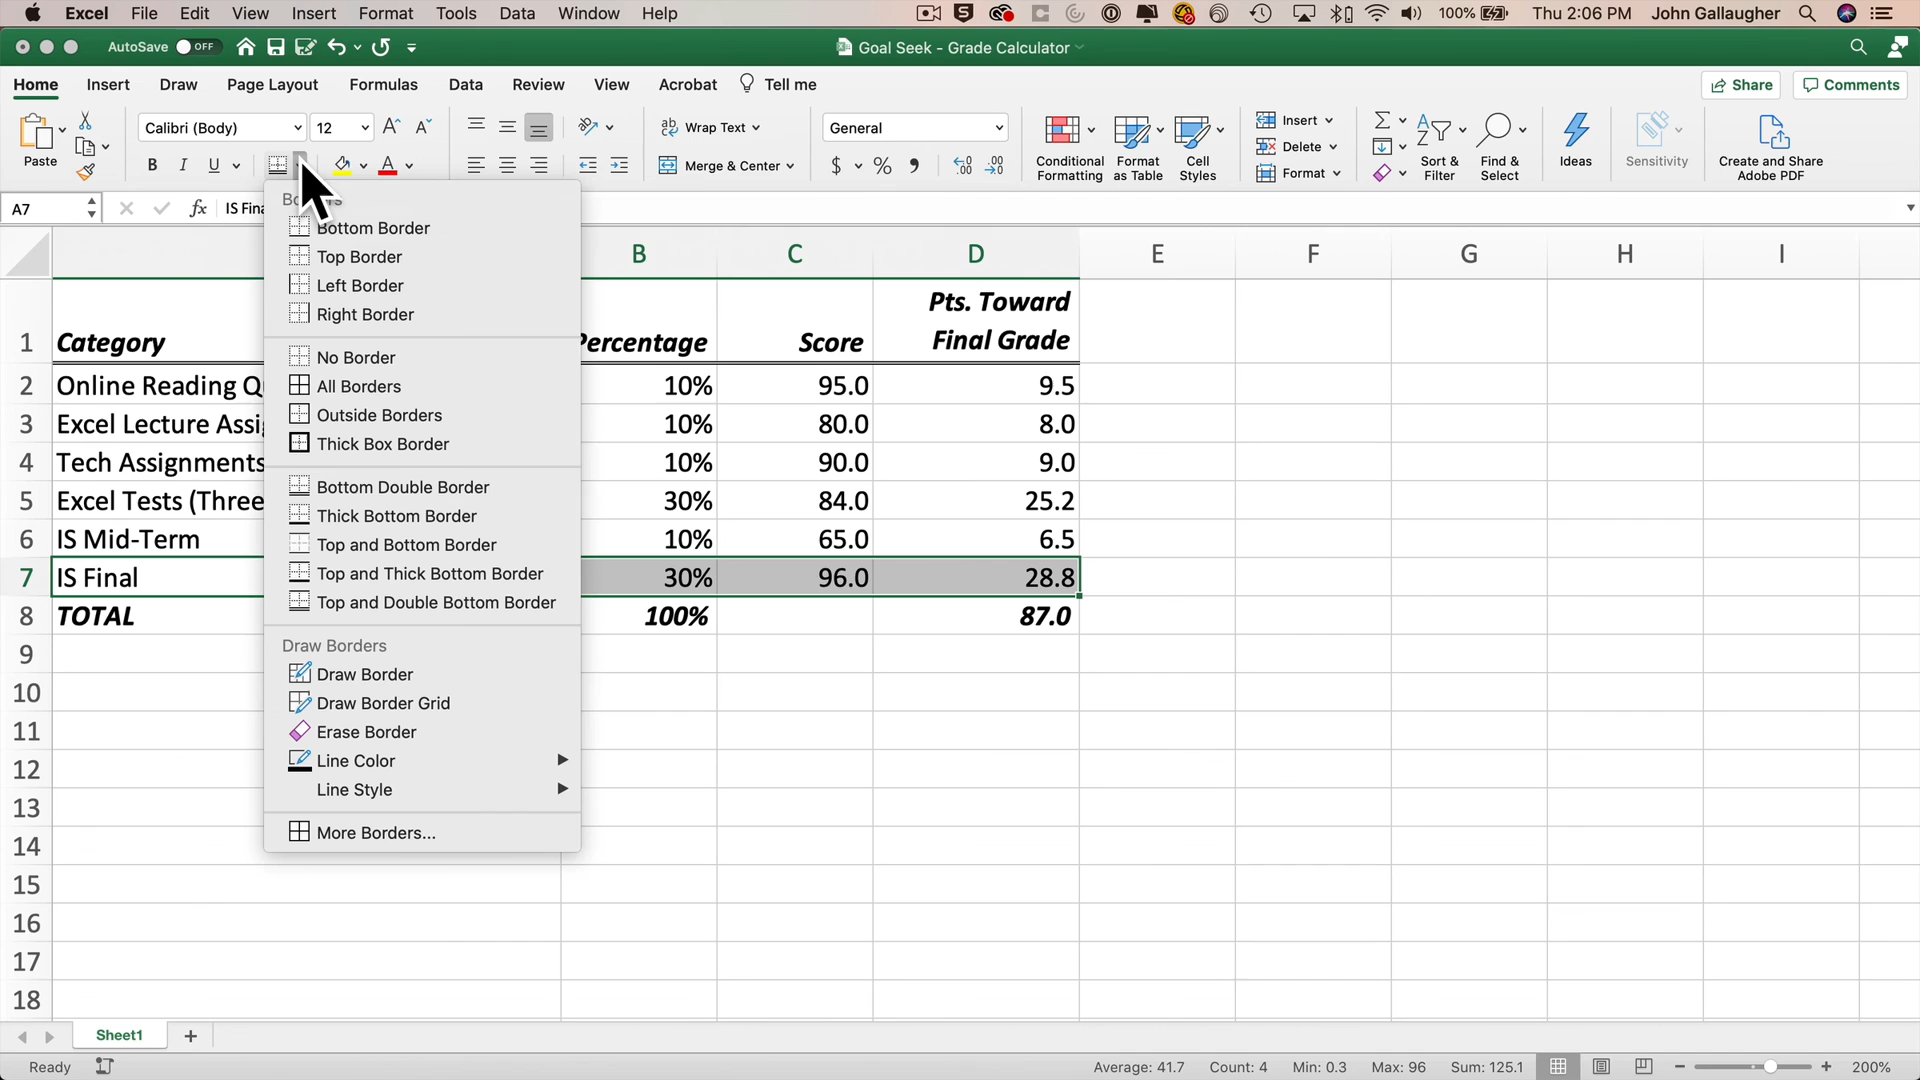 Excel File Edit View Insert Format Tools Data Window Help 100% Thu 2:06 PM John Gallaugher
AutoSave OFF Goal Seek - Grade Calculator
Home Insert Draw Page Layout Formulas Data Review View Acrobat Tell me Share Comments
Paste Calibri (Body) 12 A^ A B I U A ab Wrap Text Merge & Center General $ % , Conditional Formatting Format as Table Cell Styles Insert Delete Format Sort & Filter Find & Select Ideas Sensitivity Create and Share Adobe PDF
A7 fx IS Fina
Bottom Border
Top Border
Left Border
Right Border
No Border
All Borders
Outside Borders
Thick Box Border
Bottom Double Border
Thick Bottom Border
Top and Bottom Border
Top and Thick Bottom Border
Top and Double Bottom Border
Draw Borders
Draw Border
Draw Border Grid
Erase Border
Line Color
Line Style
More Borders...
B C D E F G H I
1 Category Percentage Score Pts. Toward Final Grade
2 Online Reading Q 10% 95.0 9.5
3 Excel Lecture Assi 10% 80.0 8.0
4 Tech Assignments 10% 90.0 9.0
5 Excel Tests (Three 30% 84.0 25.2
6 IS Mid-Term 10% 65.0 6.5
7 IS Final 30% 96.0 28.8
8 TOTAL 100% 87.0
9
10
11
12
13
14
15
16
17
18
Sheet1 +
Ready Average: 41.7 Count: 4 Min: 0.3 Max: 96 Sum: 125.1 − + 200%